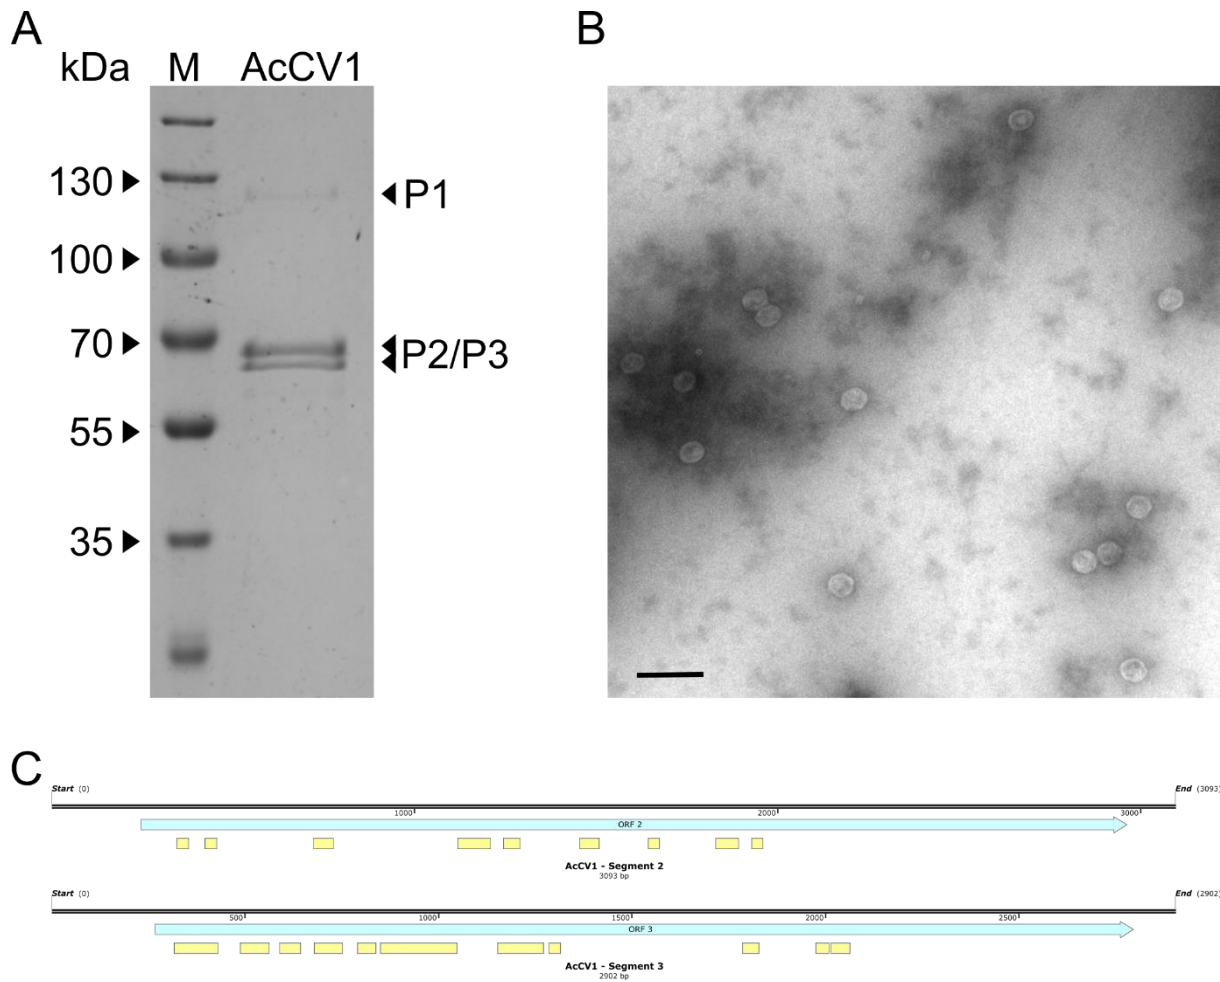 A
B
kDa M AcCV1
130
P1
100
70
P2/P3
55
35
C
Start (0)
End (3093)
1000 2000 3000
ORF 2
AcCV1 - Segment 2
3093 bp
Start (0)
End (2902)
500 1000 1500 2000 2500
ORF 3
AcCV1 - Segment 3
2902 bp